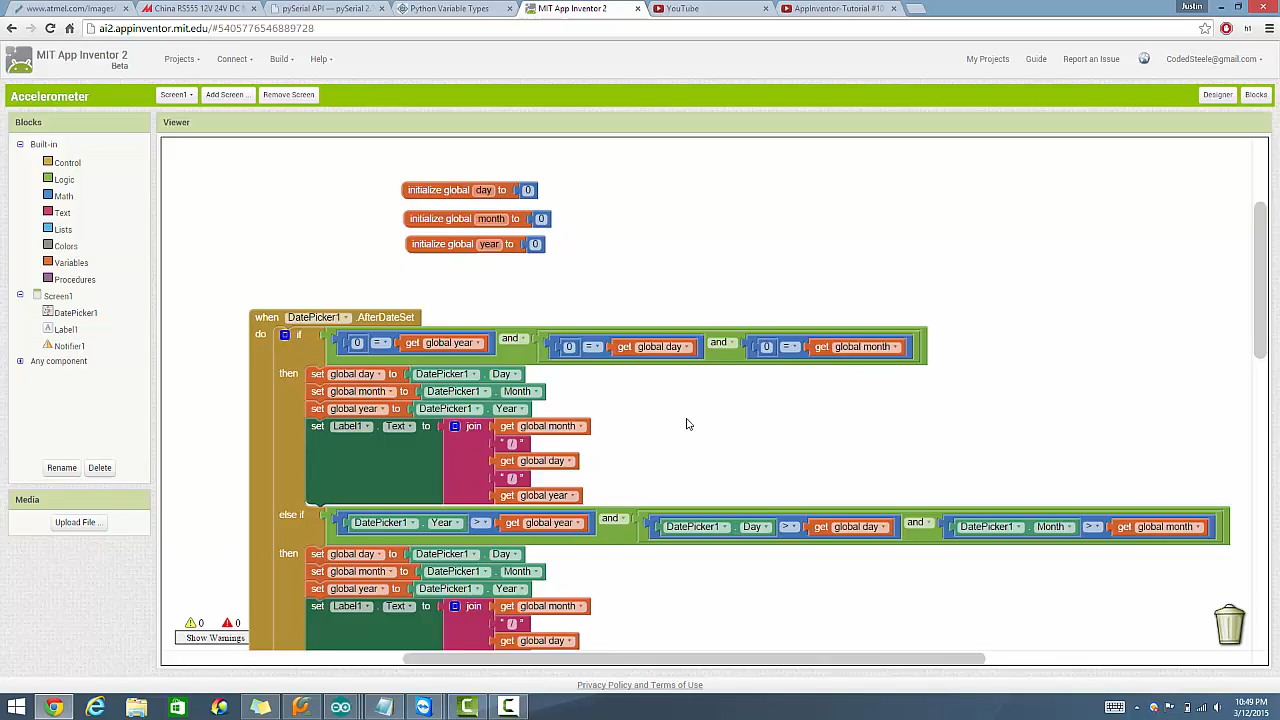 www.atmel.com/Images/
China RS555 12V 24V DC M
pySerial API — pySerial 2.
Python Variable Types
MIT App Inventor 2
YouTube
AppInventor-Tutorial #10
Justin
ai2.appinventor.mit.edu/#5405776546889728
MIT App Inventor 2
Beta
Projects
Connect
Build
Help
My Projects
Guide
Report an Issue
CodedSteele@gmail.com
Accelerometer
Screen1
Add Screen ...
Remove Screen
Designer
Blocks
Blocks
Viewer
Built-in
Control
Logic
Math
Text
Lists
Colors
Variables
Procedures
Screen1
DatePicker1
Label1
Notifier1
Any component
Rename
Delete
Media
Upload File ...
initialize global day to 0
initialize global month to 0
initialize global year to 0
when DatePicker1 .AfterDateSet
do if 0 = get global year and 0 = get global day and 0 = get global month
then set global day to DatePicker1 . Day
set global month to DatePicker1 . Month
set global year to DatePicker1 . Year
set Label1 . Text to join get global month
" / "
get global day
" / "
get global year
else if DatePicker1 . Year > get global year and DatePicker1 . Day > get global day and DatePicker1 . Month > get global month
then set global day to DatePicker1 . Day
set global month to DatePicker1 . Month
set global year to DatePicker1 . Year
set Label1 . Text to join get global month
" / "
get global day
0 0
Show Warnings
Privacy Policy and Terms of Use
10:49 PM
3/12/2015